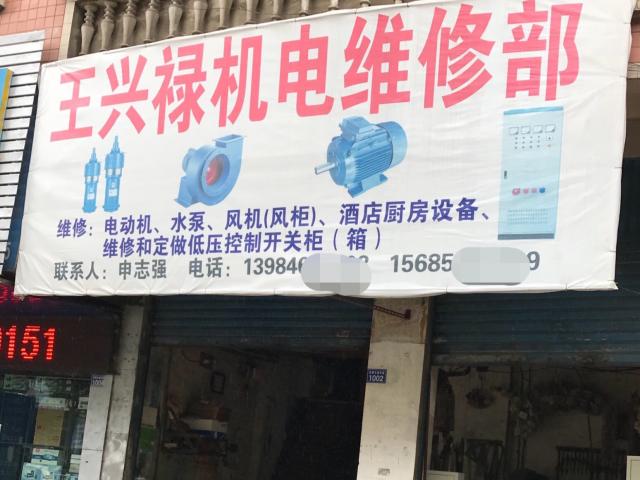 王兴禄机电维修部
维修：电动机、水泵、风机(风柜)、酒店厨房设备、
维修和定做低压控制开关柜（箱）
联系人：申志强 电话：13984 15685 9
0151
1002